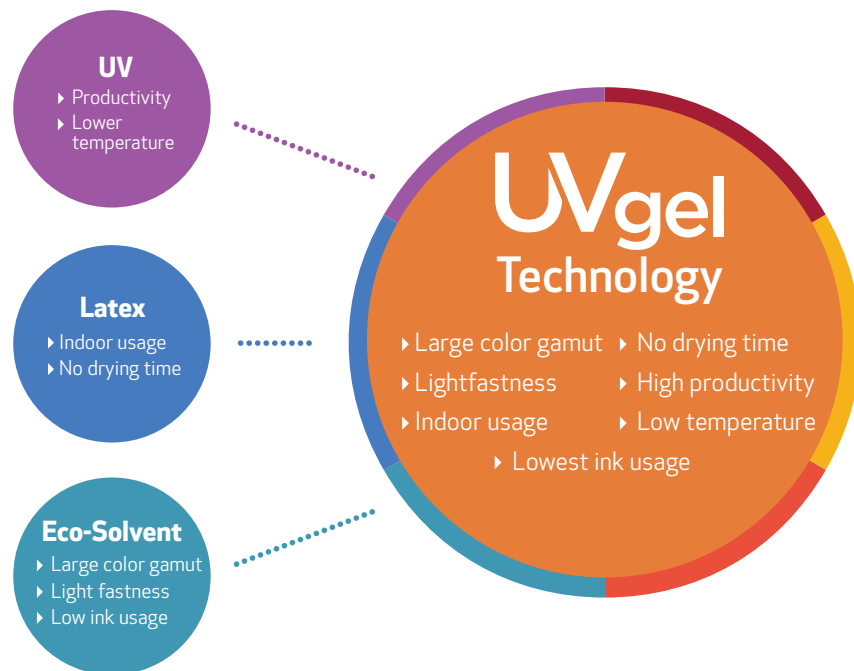 UV
Productivity
Lower
temperature
Latex
Indoor usage
No drying time
Eco-Solvent
Large color gamut
Light fastness
Low ink usage
UVgel
Technology
Large color gamut
No drying time
Lightfastness
High productivity
Indoor usage
Low temperature
Lowest ink usage